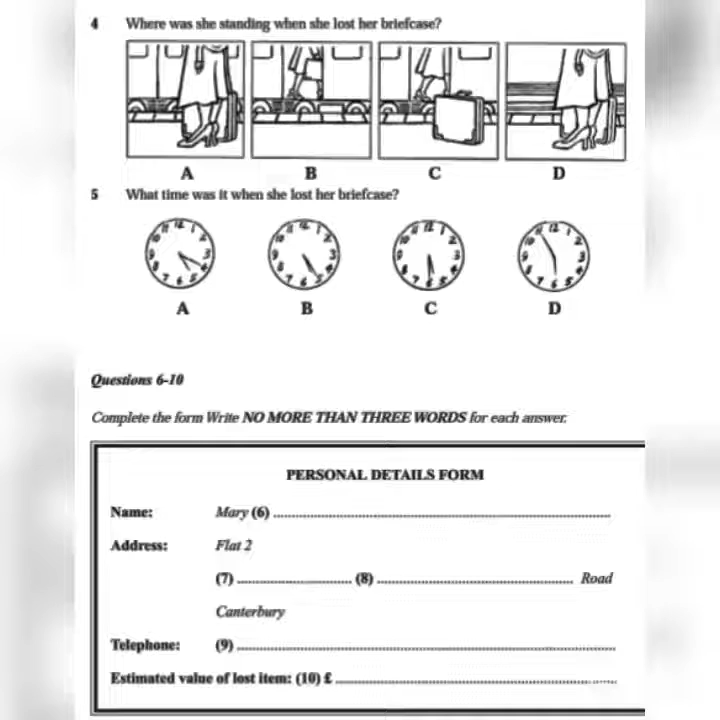 4 Where was she standing when she lost her briefcase?
A B C D
5 What time was it when she lost her briefcase?
A B C D
Questions 6-10
Complete the form Write NO MORE THAN THREE WORDS for each answer.
PERSONAL DETAILS FORM
Name: Mary (6) ........................................
Address: Flat 2
(7) .............................. (8) .............................. Road
Canterbury
Telephone: (9) ........................................
Estimated value of lost item: (10) £ ........................................